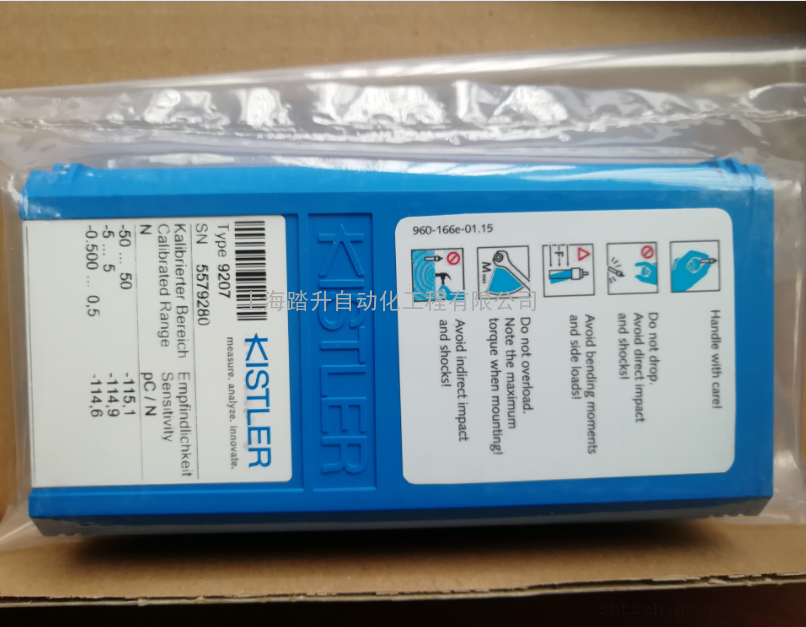 KISTLER
measure. analyze. innovate.
Type 9207
SN 5579280
Kalibrierter Bereich Empfindlichkeit
Calibrated Range Sensitivity
N pC / N
-50 ... 50 -115,1
-5 ... 5 -114,9
-0.500 ... 0,5 -114,6
KISTLER
960-166e-01.15
Handle with care!
Do not drop.
Avoid direct impact
and shocks!
-F-
Avoid bending moments
and side loads!
M max
Do not overload.
Note the maximum
torque when mounting!
Avoid indirect impact
and shocks!
上海踏升自动化工程有限公司